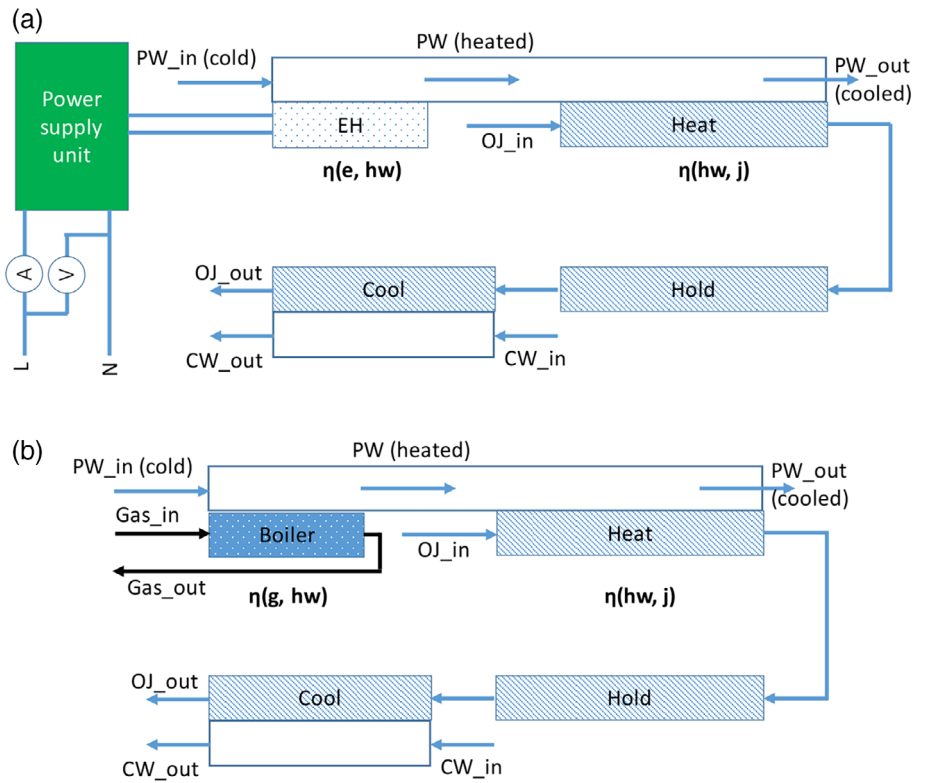 (a)
PW_in (cold)
PW (heated)
PW_out
(cooled)
Power
supply
unit
EH
OJ_in
Heat
η(e, hw)
η(hw, j)
A
V
L
N
OJ_out
Cool
Hold
CW_out
CW_in
(b)
PW_in (cold)
PW (heated)
PW_out
(cooled)
Gas_in
Boiler
OJ_in
Heat
Gas_out
η(g, hw)
η(hw, j)
OJ_out
Cool
Hold
CW_out
CW_in